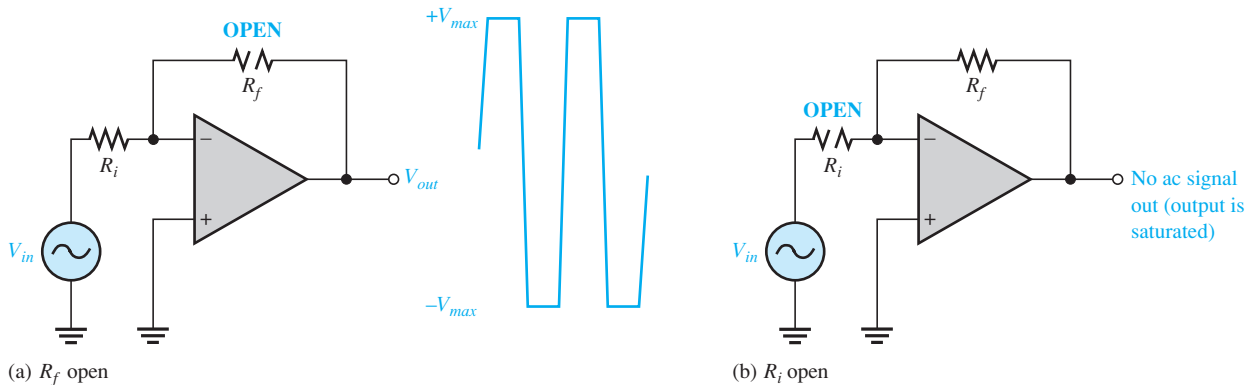 OPEN
R_f
R_i
−
+
V_in
V_out
+V_max
−V_max
(a) R_f open
R_f
OPEN
R_i
−
+
V_in
No ac signal
out (output is
saturated)
(b) R_i open